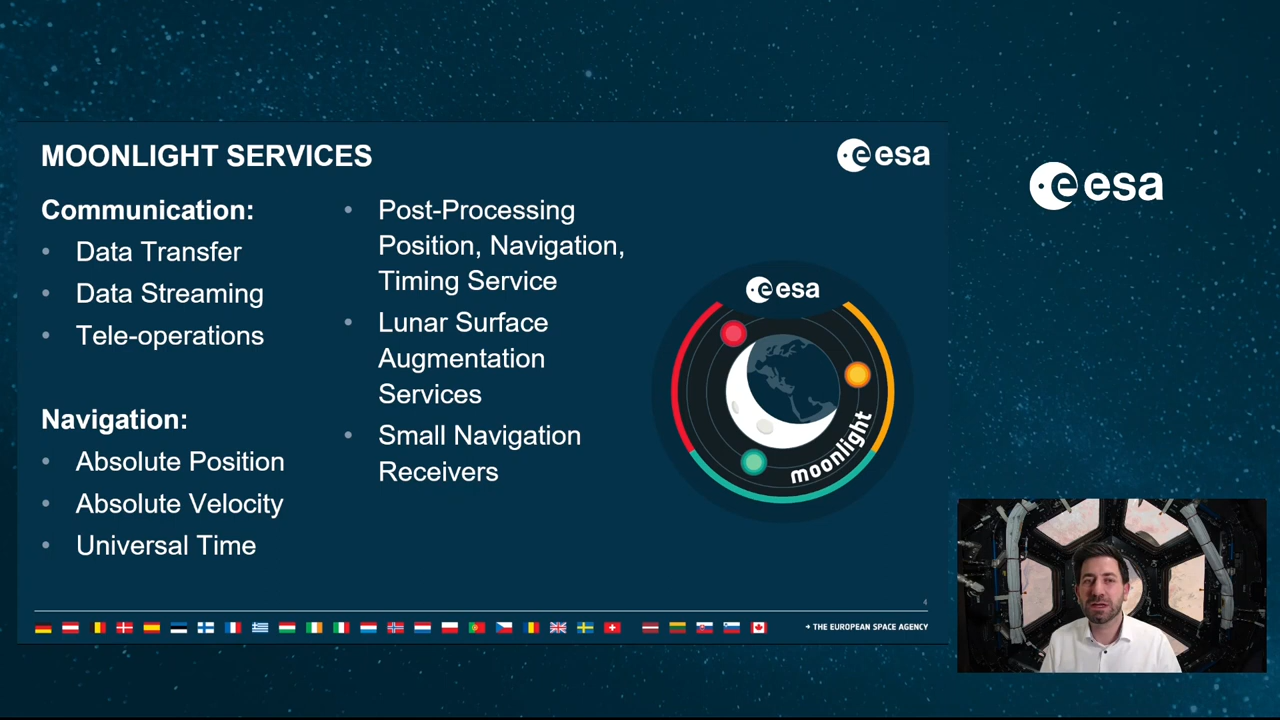 MOONLIGHT SERVICES
esa
Communication:
• Data Transfer
• Data Streaming
• Tele-operations
Navigation:
• Absolute Position
• Absolute Velocity
• Universal Time
• Post-Processing
Position, Navigation,
Timing Service
• Lunar Surface
Augmentation
Services
• Small Navigation
Receivers
esa
moonlight
4
→ THE EUROPEAN SPACE AGENCY
esa